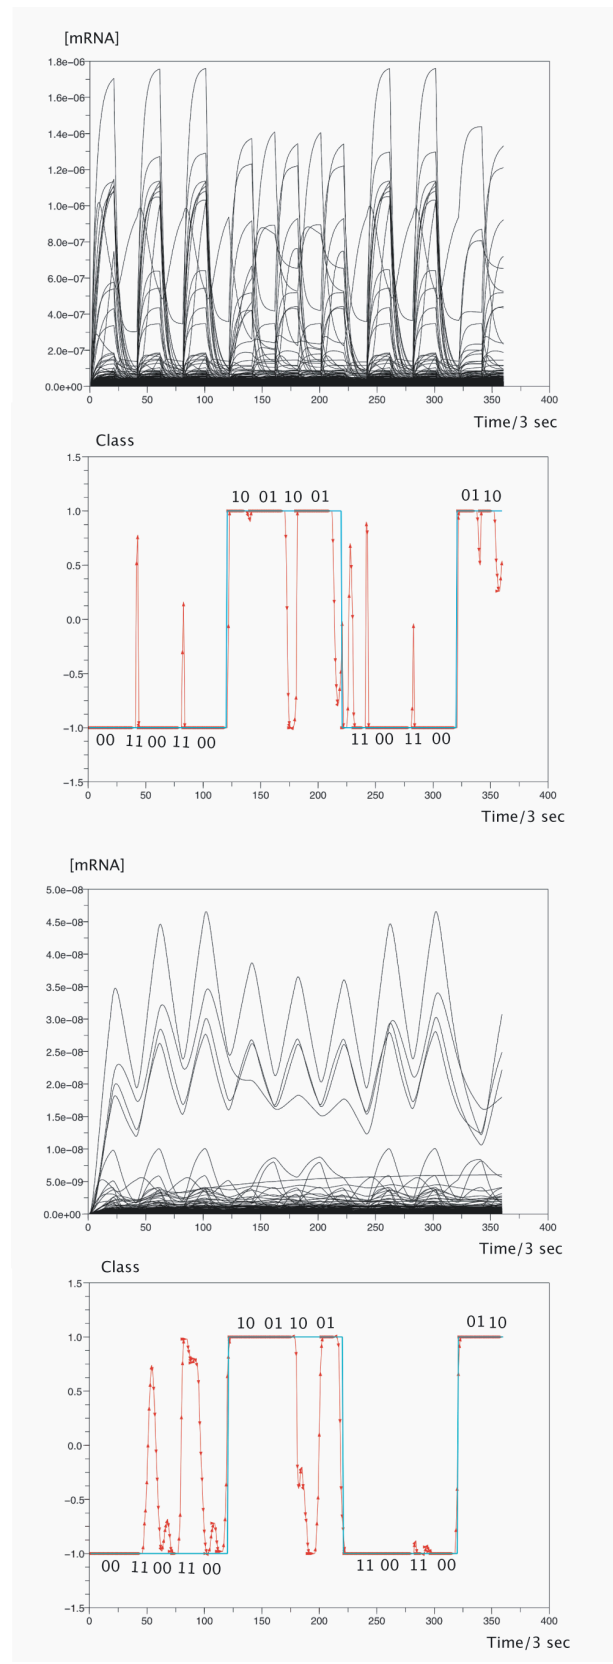 [mRNA]
1.8e-06
1.6e-06
1.4e-06
1.2e-06
1.0e-06
8.0e-07
6.0e-07
4.0e-07
2.0e-07
0.0e+00
0 50 100 150 200 250 300 350 400
Time/3 sec
Class
1.5
10 01 10 01 01 10
1.0
0.5
0.0
−0.5
−1.0
00 11 00 11 00 11 00 11 00
−1.5
0 50 100 150 200 250 300 350 400
Time/3 sec
[mRNA]
5.0e-08
4.5e-08
4.0e-08
3.5e-08
3.0e-08
2.5e-08
2.0e-08
1.5e-08
1.0e-08
5.0e-09
0.0e+00
0 50 100 150 200 250 300 350 400
Time/3 sec
Class
1.5
10 01 10 01 01 10
1.0
0.5
0.0
−0.5
−1.0
00 11 00 11 00 11 00 11 00
−1.5
0 50 100 150 200 250 300 350 400
Time/3 sec